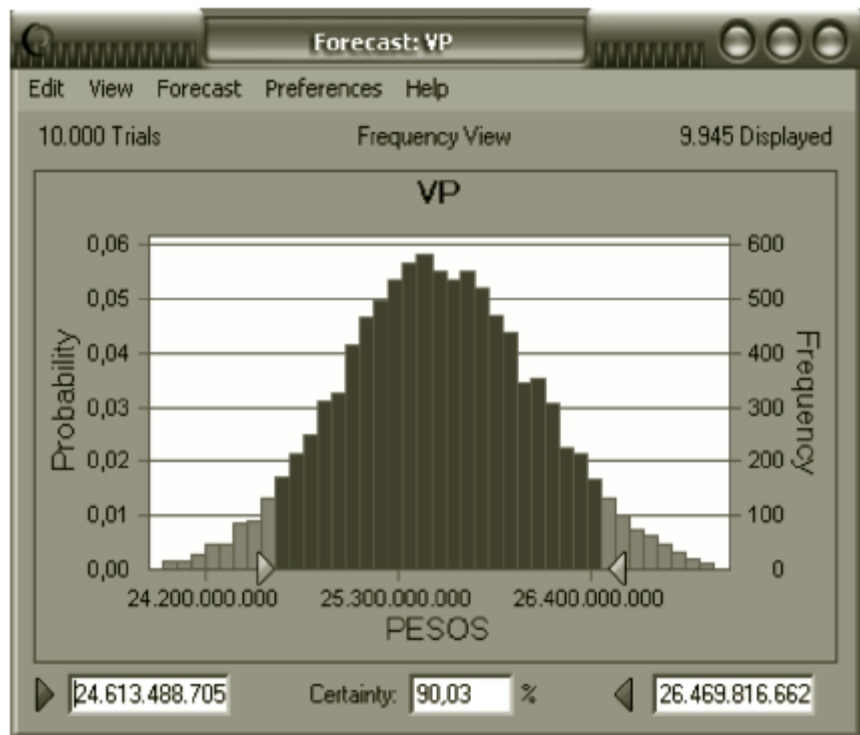 Forecast: VP
Edit View Forecast Preferences Help
10.000 Trials Frequency View 9.945 Displayed
VP
0,06 600
0,05 500
0,04 400
0,03 300
0,02 200
0,01 100
0,00 0
Probability
Frequency
24.200.000.000 25.300.000.000 26.400.000.000
PESOS
24.613.488.705 Certainty: 90,03 % 26.469.816.662